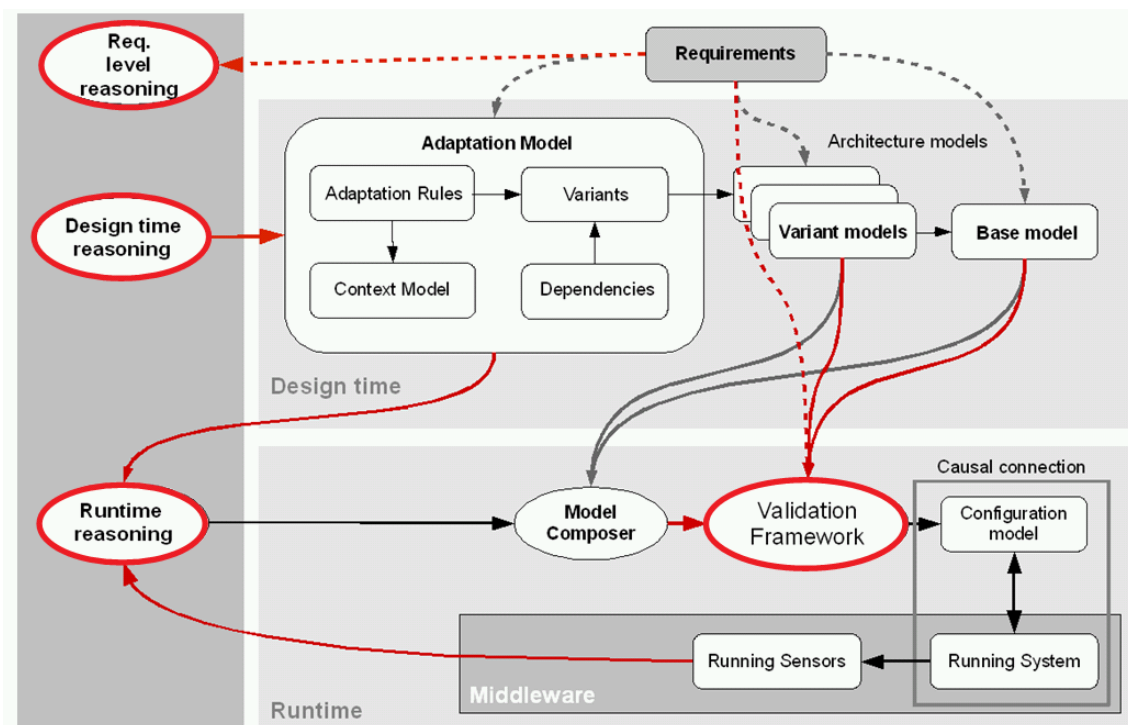 Req.
level
reasoning
Requirements
Adaptation Model
Architecture models
Adaptation Rules
Variants
Design time
reasoning
Variant models
Base model
Context Model
Dependencies
Design time
Causal connection
Runtime
reasoning
Model
Composer
Validation
Framework
Configuration
model
Running Sensors
Running System
Middleware
Runtime